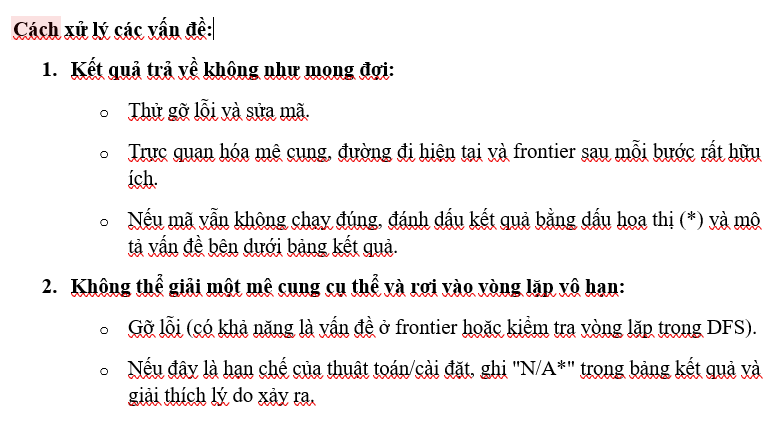 Cách xử lý các vấn đề:
1. Kết quả trả về không như mong đợi:
o Thử gỡ lỗi và sửa mã.
o Trực quan hóa mê cung, đường đi hiện tại và frontier sau mỗi bước rất hữu
ích.
o Nếu mã vẫn không chạy đúng, đánh dấu kết quả bằng dấu hoa thị (*) và mô
tả vấn đề bên dưới bảng kết quả.
2. Không thể giải một mê cung cụ thể và rơi vào vòng lặp vô hạn:
o Gỡ lỗi (có khả năng là vấn đề ở frontier hoặc kiểm tra vòng lặp trong DFS).
o Nếu đây là hạn chế của thuật toán/cài đặt, ghi "N/A*" trong bảng kết quả và
giải thích lý do xảy ra.